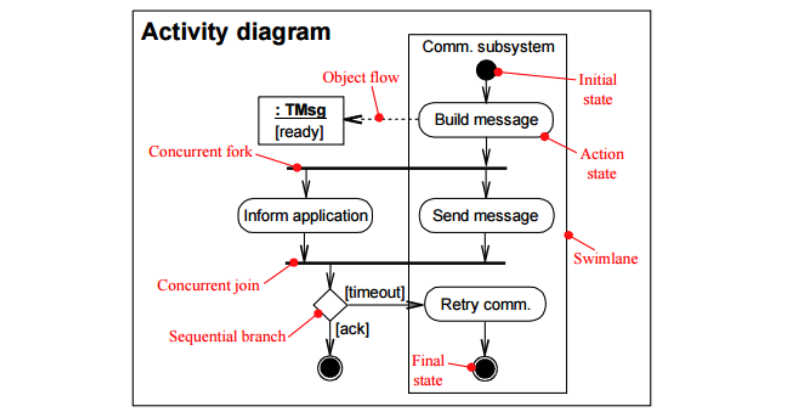 Activity diagram
Comm. subsystem
Object flow
Initial
state
: TMsg
[ready]
Build message
Concurrent fork
Action
state
Inform application
Send message
Swimlane
Concurrent join
[timeout]
Retry comm.
Sequential branch
[ack]
Final
state